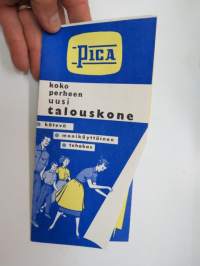 PICA
koko
perheen
uusi
talouskone
kätevä
monikäyttöinen
tehokas